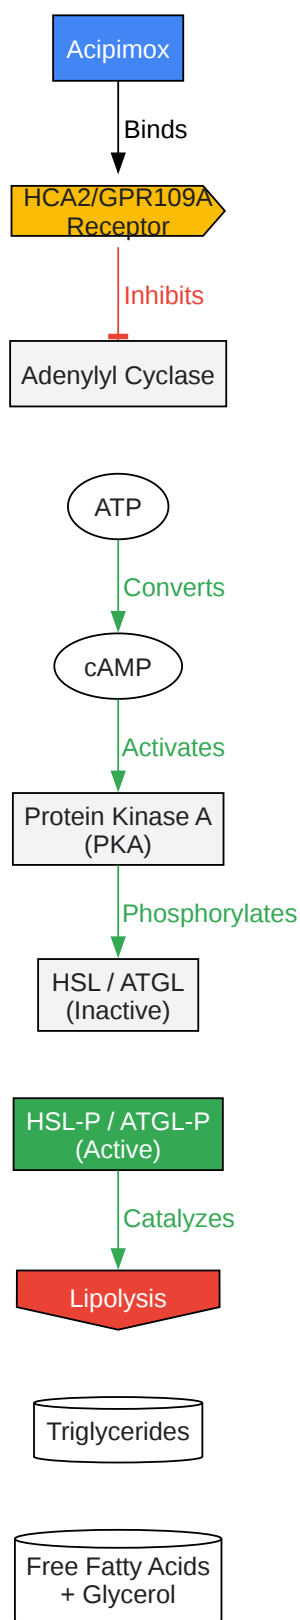 Acipimox
Binds
HCA2/GPR109A
Receptor
Inhibits
Adenylyl Cyclase
ATP
Converts
cAMP
Activates
Protein Kinase A
(PKA)
Phosphorylates
HSL / ATGL
(Inactive)
HSL-P / ATGL-P
(Active)
Catalyzes
Lipolysis
Triglycerides
Free Fatty Acids
+ Glycerol